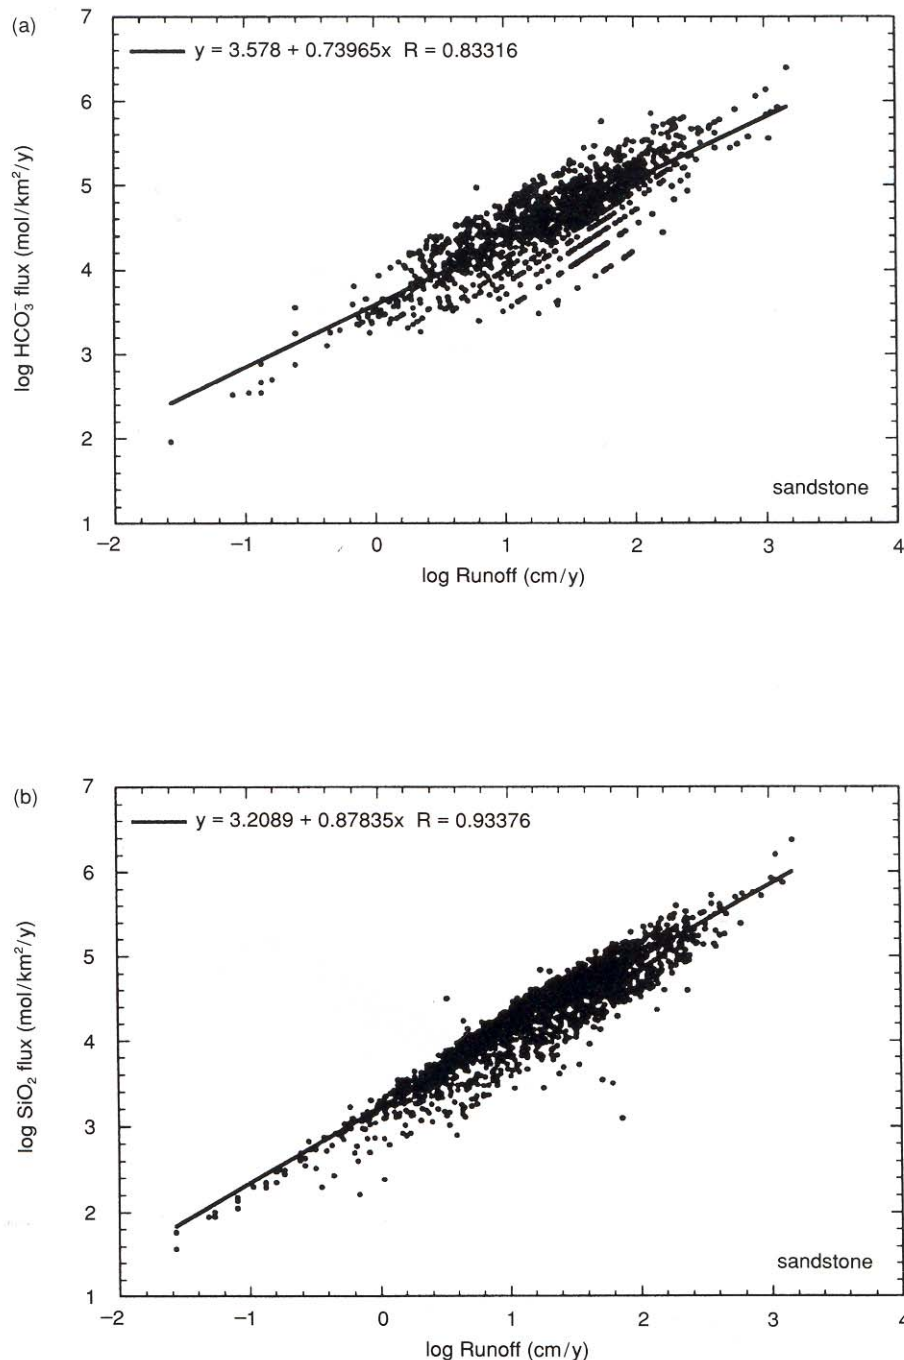 (a)
7
y = 3.578 + 0.73965x R = 0.83316
6
5
4
3
2
1
log HCO₃⁻ flux (mol/km²/y)
sandstone
−2 −1 0 1 2 3 4
log Runoff (cm/y)
(b)
7
y = 3.2089 + 0.87835x R = 0.93376
6
5
4
3
2
1
log SiO₂ flux (mol/km²/y)
sandstone
−2 −1 0 1 2 3 4
log Runoff (cm/y)